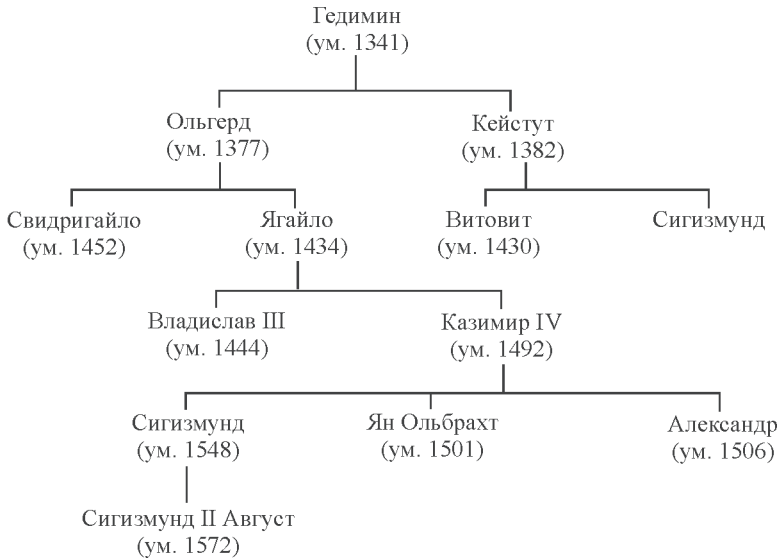 Гедимин
(ум. 1341)
Ольгерд
(ум. 1377)
Кейстут
(ум. 1382)
Свидригайло
(ум. 1452)
Ягайло
(ум. 1434)
Витовит
(ум. 1430)
Сигизмунд
Владислав III
(ум. 1444)
Казимир IV
(ум. 1492)
Сигизмунд
(ум. 1548)
Ян Ольбрахт
(ум. 1501)
Александр
(ум. 1506)
Сигизмунд II Август
(ум. 1572)